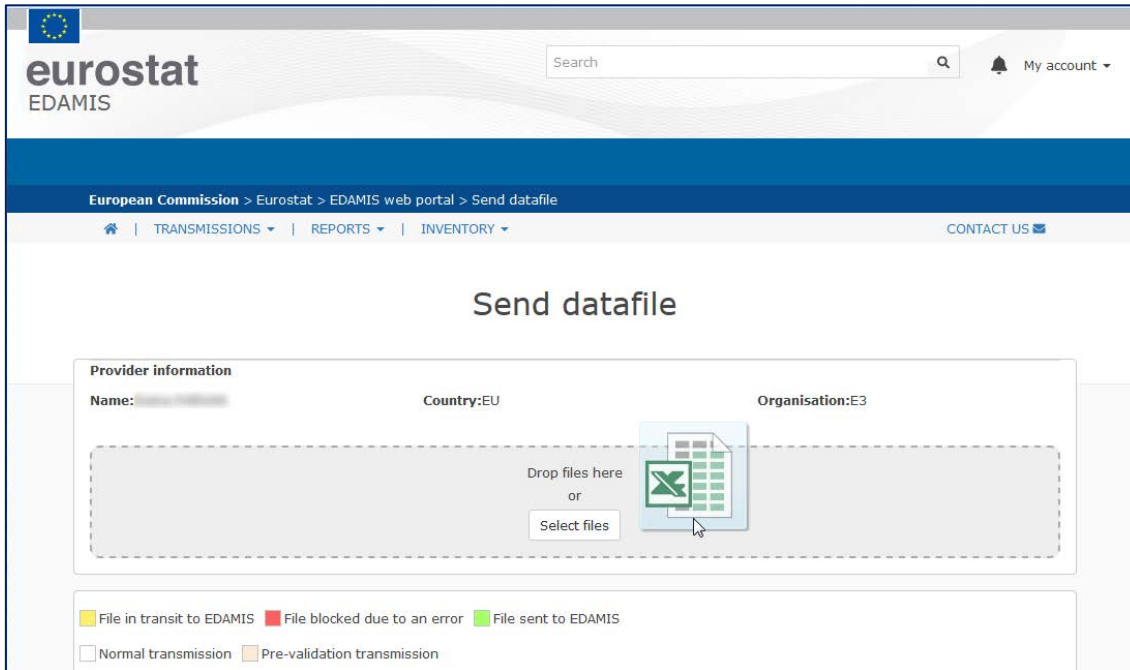 eurostat
EDAMIS
Search
My account
European Commission > Eurostat > EDAMIS web portal > Send datafile
| TRANSMISSIONS | REPORTS | INVENTORY
CONTACT US
Send datafile
Provider information
Name: Country:EU Organisation:E3
Drop files here
or
Select files
File in transit to EDAMIS File blocked due to an error File sent to EDAMIS
Normal transmission Pre-validation transmission